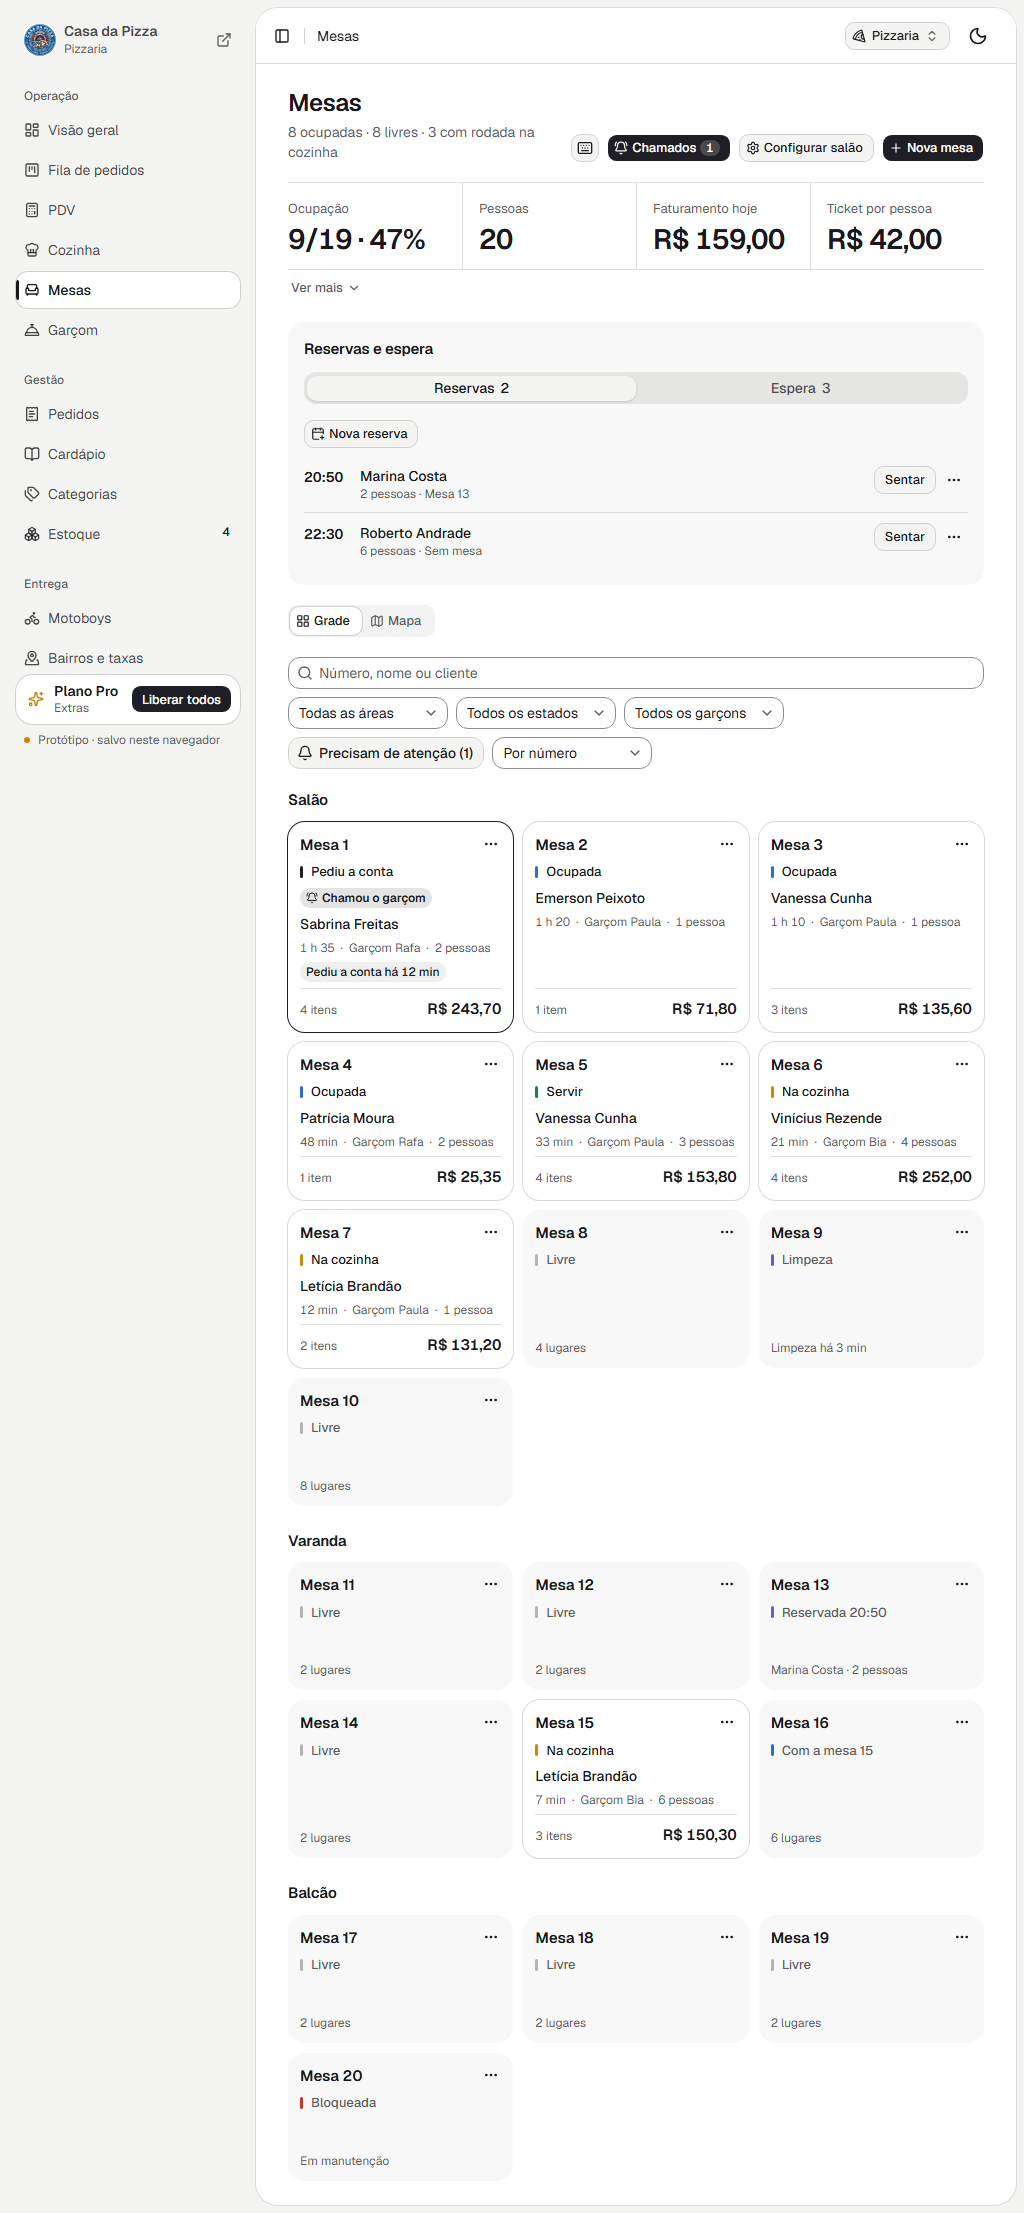 Casa da Pizza
Pizzaria
Operação
Visão geral
Fila de pedidos
PDV
Cozinha
Mesas
Garçom
Gestão
Pedidos
Cardápio
Categorias
Estoque 4
Entrega
Motoboys
Bairros e taxas
Plano Pro
Extras
Liberar todos
Protótipo · salvo neste navegador
Mesas
Pizzaria
Mesas
8 ocupadas · 8 livres · 3 com rodada na
cozinha
Chamados 1
Configurar salão
Nova mesa
Ocupação
9/19 · 47%
Pessoas
20
Faturamento hoje
R$ 159,00
Ticket por pessoa
R$ 42,00
Ver mais
Reservas e espera
Reservas 2
Espera 3
Nova reserva
20:50
Marina Costa
2 pessoas · Mesa 13
Sentar
22:30
Roberto Andrade
6 pessoas · Sem mesa
Sentar
Grade
Mapa
Número, nome ou cliente
Todas as áreas
Todos os estados
Todos os garçons
Precisam de atenção (1)
Por número
Salão
Mesa 1
Pediu a conta
Chamou o garçom
Sabrina Freitas
1 h 35 · Garçom Rafa · 2 pessoas
Pediu a conta há 12 min
4 itens
R$ 243,70
Mesa 2
Ocupada
Emerson Peixoto
1 h 20 · Garçom Paula · 1 pessoa
1 item
R$ 71,80
Mesa 3
Ocupada
Vanessa Cunha
1 h 10 · Garçom Paula · 1 pessoa
3 itens
R$ 135,60
Mesa 4
Ocupada
Patrícia Moura
48 min · Garçom Rafa · 2 pessoas
1 item
R$ 25,35
Mesa 5
Servir
Vanessa Cunha
33 min · Garçom Paula · 3 pessoas
4 itens
R$ 153,80
Mesa 6
Na cozinha
Vinícius Rezende
21 min · Garçom Bia · 4 pessoas
4 itens
R$ 252,00
Mesa 7
Na cozinha
Letícia Brandão
12 min · Garçom Paula · 1 pessoa
2 itens
R$ 131,20
Mesa 8
Livre
4 lugares
Mesa 9
Limpeza
Limpeza há 3 min
Mesa 10
Livre
8 lugares
Varanda
Mesa 11
Livre
2 lugares
Mesa 12
Livre
2 lugares
Mesa 13
Reservada 20:50
Marina Costa · 2 pessoas
Mesa 14
Livre
2 lugares
Mesa 15
Na cozinha
Letícia Brandão
7 min · Garçom Bia · 6 pessoas
3 itens
R$ 150,30
Mesa 16
Com a mesa 15
6 lugares
Balcão
Mesa 17
Livre
2 lugares
Mesa 18
Livre
2 lugares
Mesa 19
Livre
2 lugares
Mesa 20
Bloqueada
Em manutenção